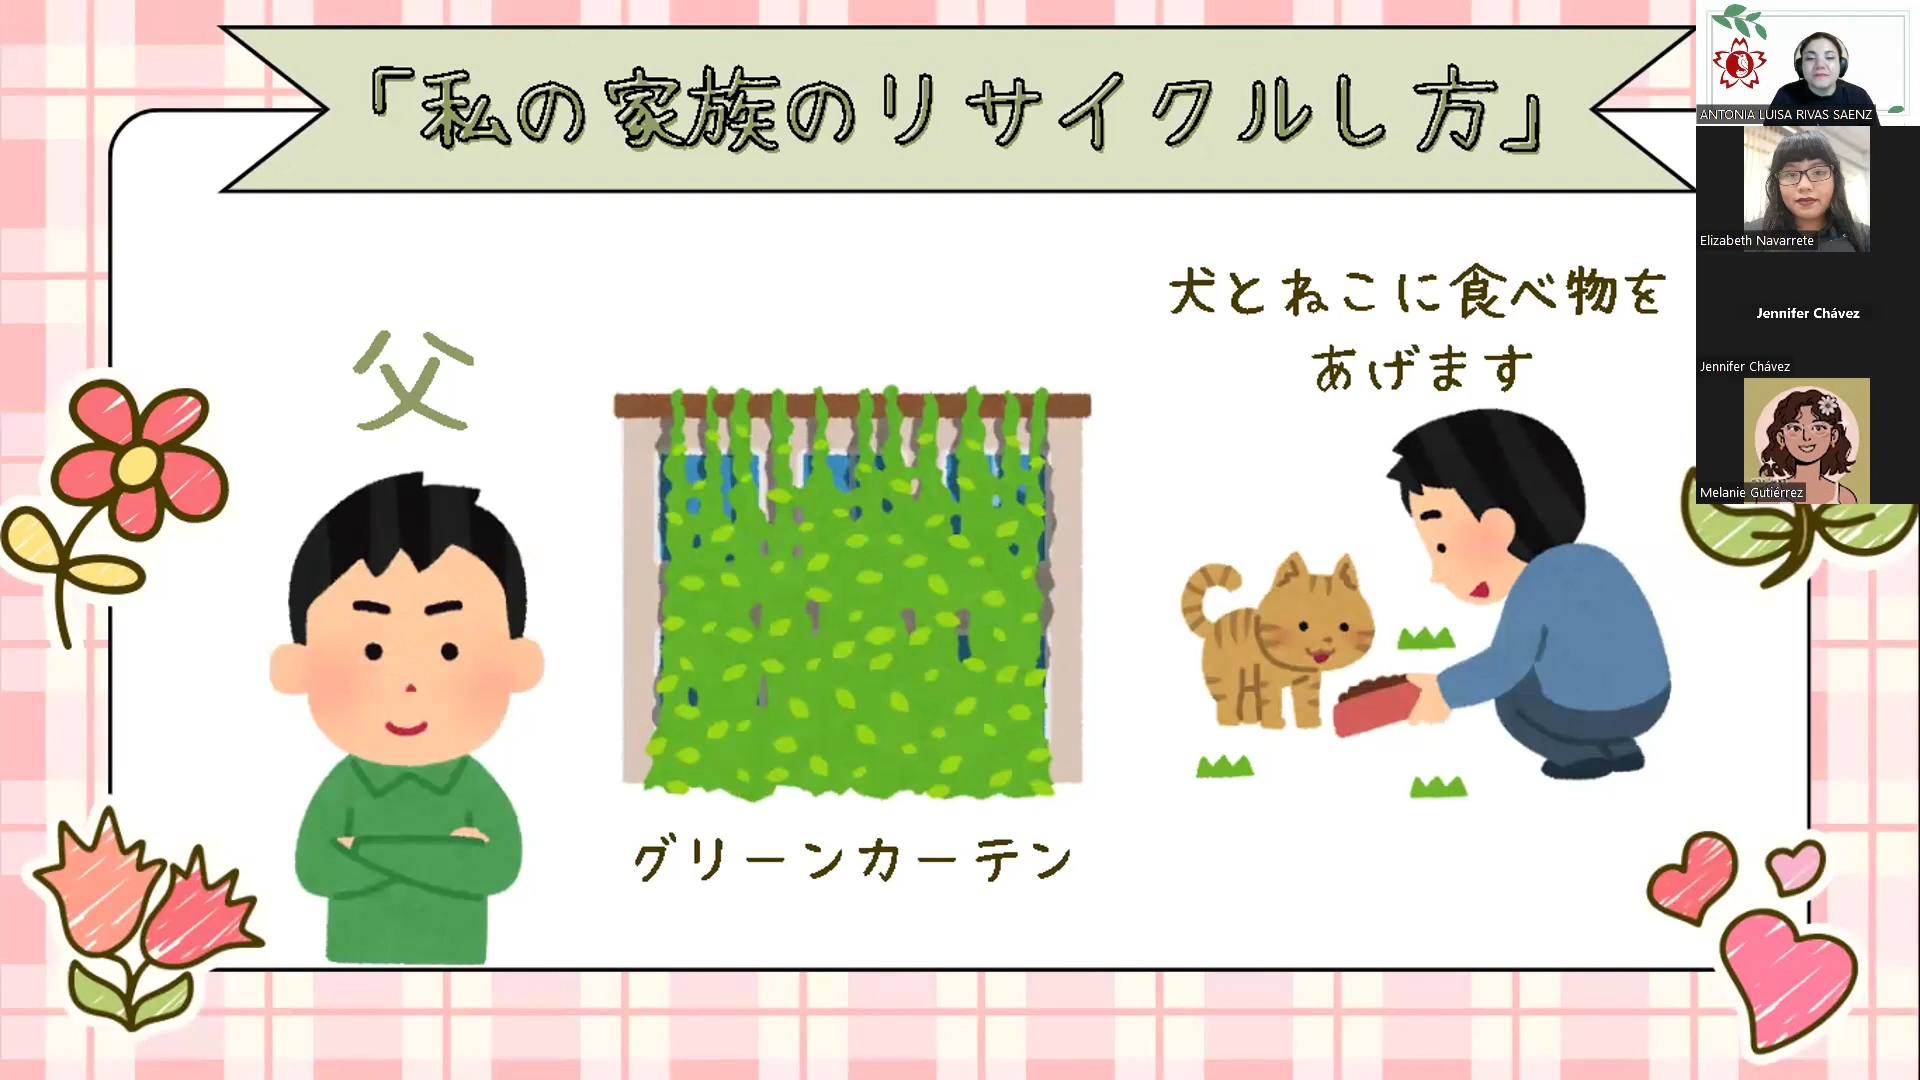 「私の家族のリサイクルし方」
父
犬とねこに食べ物を
あげます
グリーンカーテン
ANTONIA LUISA RIVAS SAENZ
Elizabeth Navarrete
Jennifer Chávez
Jennifer Chávez
Melanie Gutiérrez